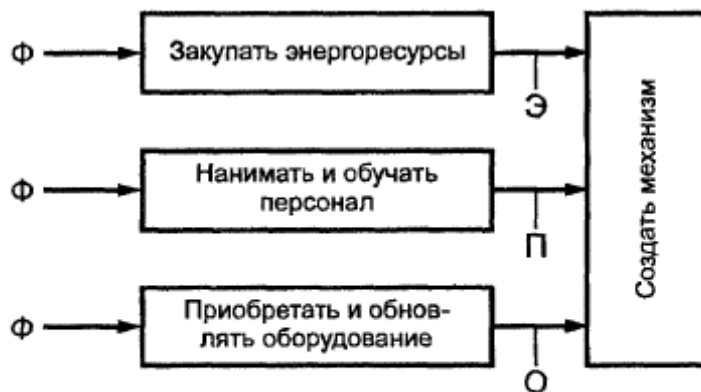 Ф
Закупать энергоресурсы
Э
Ф
Нанимать и обучать
персонал
П
Ф
Приобретать и обнов-
лять оборудование
О
Создать механизм